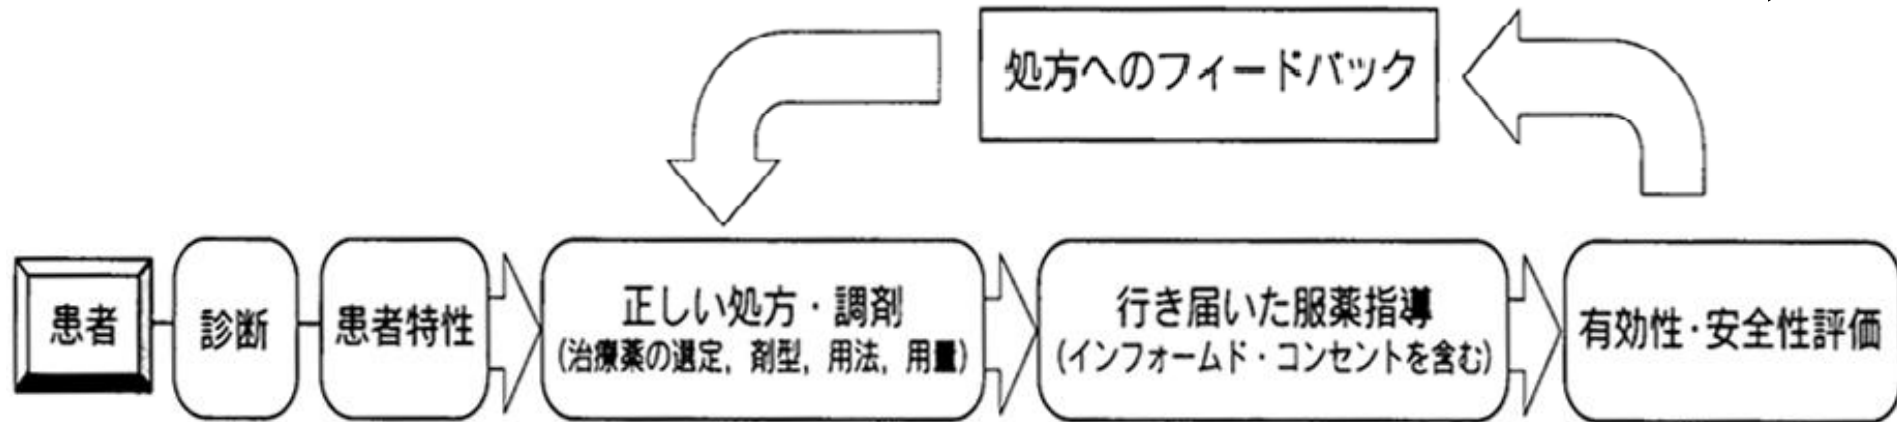 処方へのフィードバック
患者
診断
患者特性
正しい処方・調剤
(治療薬の選定, 剤型, 用法, 用量)
行き届いた服薬指導
(インフォームド・コンセントを含む)
有効性・安全性評価